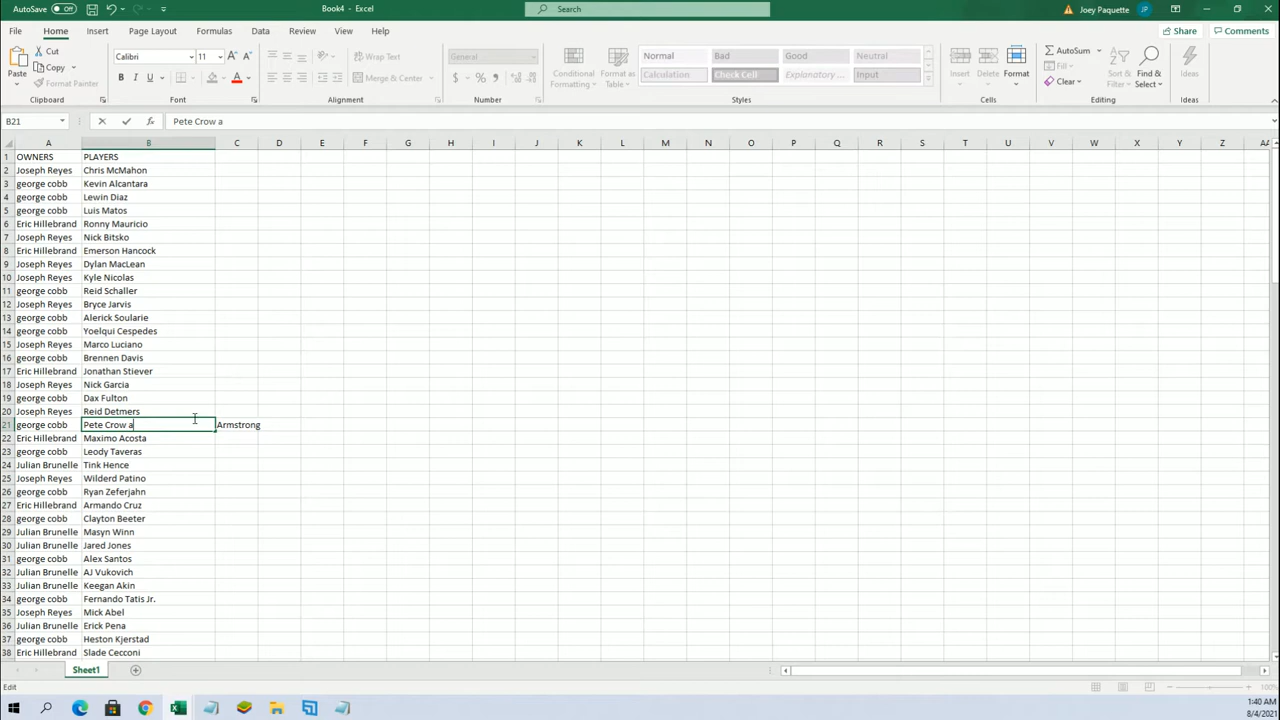 AutoSave Off Book4 - Excel Search Joey Paquette JP
File Home Insert Page Layout Formulas Data Review View Help Share Comments
Cut Calibri 11 Wrap Text General Normal Bad Good Neutral AutoSum
Copy Calculation Check Cell Explanatory ... Input Fill
Paste Format Painter Merge & Center Conditional Formatting Format as Table Insert Delete Format Clear Sort & Filter Find & Select Ideas
Clipboard Font Alignment Number Styles Cells Editing Ideas
B21 fx Pete Crow a
A B C D E F G H I J K L M N O P Q R S T U V W X Y Z AA
1 OWNERS PLAYERS
2 Joseph Reyes Chris McMahon
3 george cobb Kevin Alcantara
4 george cobb Lewin Diaz
5 george cobb Luis Matos
6 Eric Hillebrand Ronny Mauricio
7 Joseph Reyes Nick Bitsko
8 Eric Hillebrand Emerson Hancock
9 Joseph Reyes Dylan MacLean
10 Joseph Reyes Kyle Nicolas
11 george cobb Reid Schaller
12 Joseph Reyes Bryce Jarvis
13 george cobb Alerick Soularie
14 george cobb Yoelqui Cespedes
15 Joseph Reyes Marco Luciano
16 george cobb Brennen Davis
17 Eric Hillebrand Jonathan Stiever
18 Joseph Reyes Nick Garcia
19 george cobb Dax Fulton
20 Joseph Reyes Reid Detmers
21 george cobb Pete Crow a Armstrong
22 Eric Hillebrand Maximo Acosta
23 george cobb Leody Taveras
24 Julian Brunelle Tink Hence
25 Joseph Reyes Wilderd Patino
26 george cobb Ryan Zeferjahn
27 Eric Hillebrand Armando Cruz
28 george cobb Clayton Beeter
29 Julian Brunelle Masyn Winn
30 Julian Brunelle Jared Jones
31 george cobb Alex Santos
32 Julian Brunelle AJ Vukovich
33 Julian Brunelle Keegan Akin
34 george cobb Fernando Tatis Jr.
35 Joseph Reyes Mick Abel
36 Julian Brunelle Erick Pena
37 george cobb Heston Kjerstad
38 Eric Hillebrand Slade Cecconi
Sheet1
Edit 100%
1:40 AM
8/4/2021